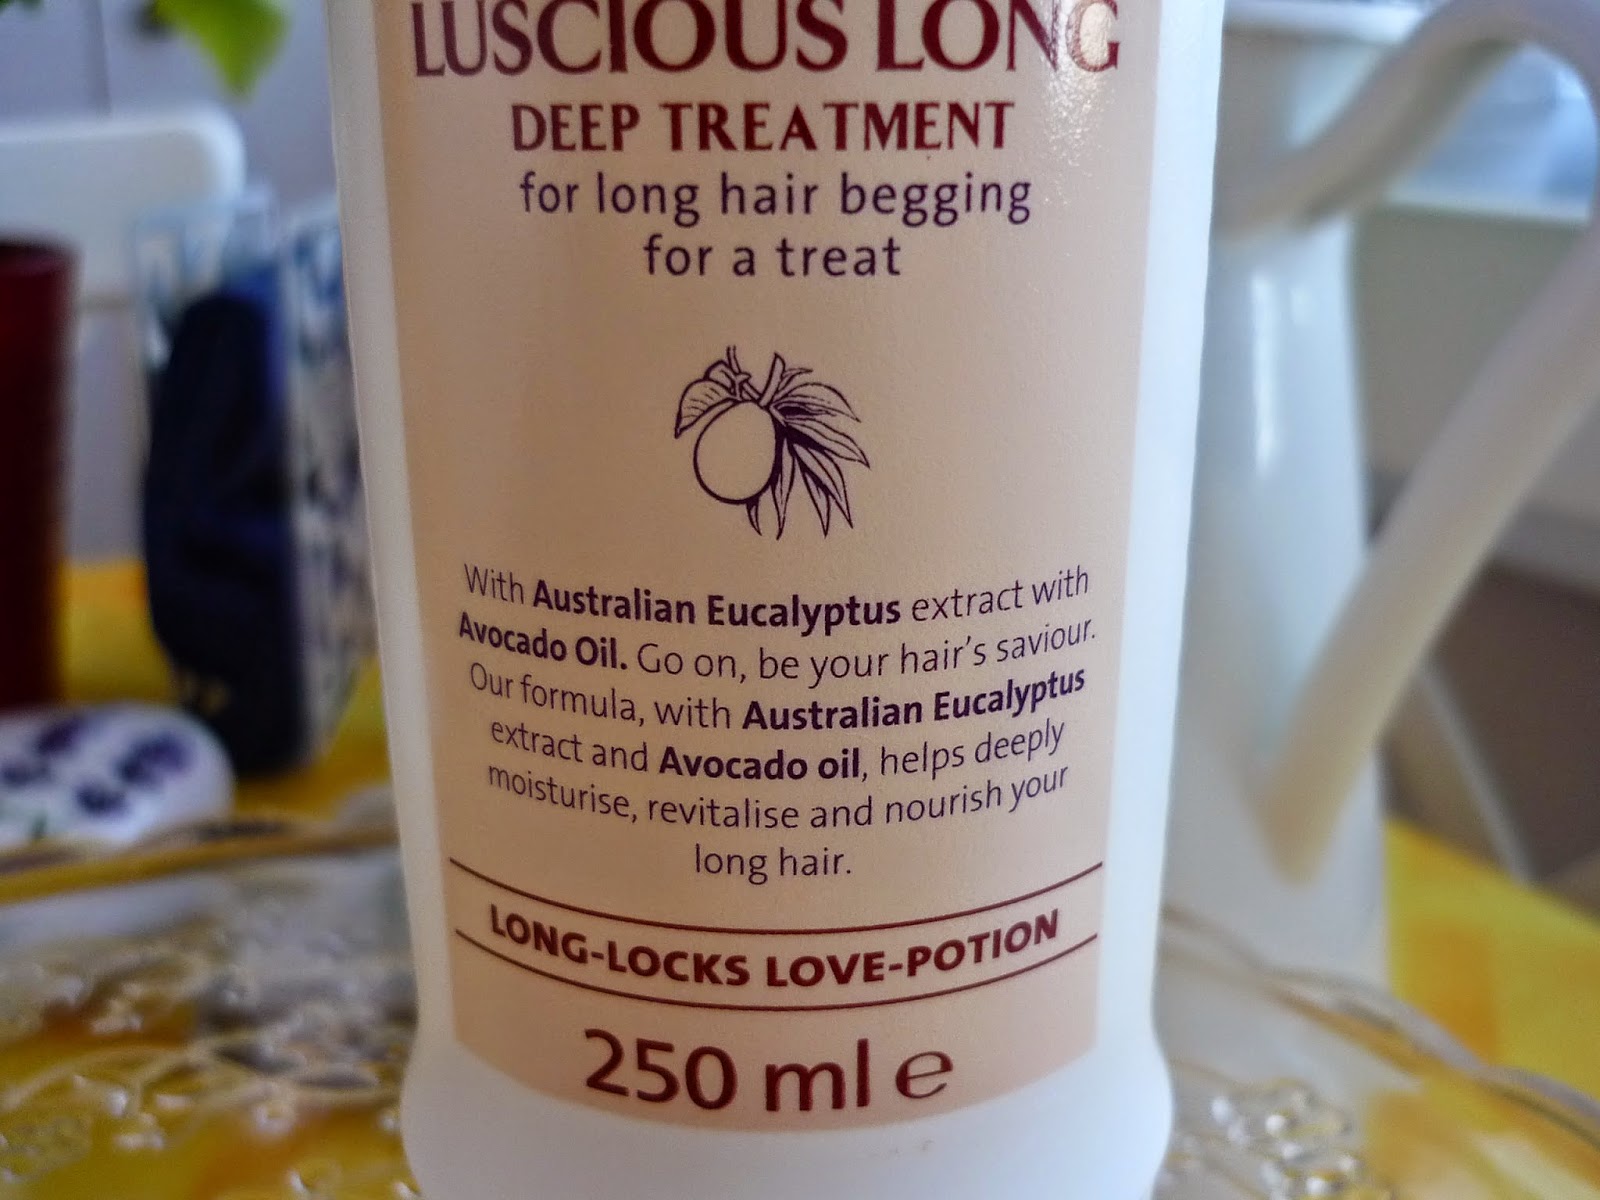 LUSCIOUS LONG
DEEP TREATMENT
for long hair begging
for a treat
With Australian Eucalyptus extract with
Avocado Oil. Go on, be your hair's saviour.
Our formula, with Australian Eucalyptus
extract and Avocado oil, helps deeply
moisturise, revitalise and nourish your
long hair.
LONG-LOCKS LOVE-POTION
250 ml e